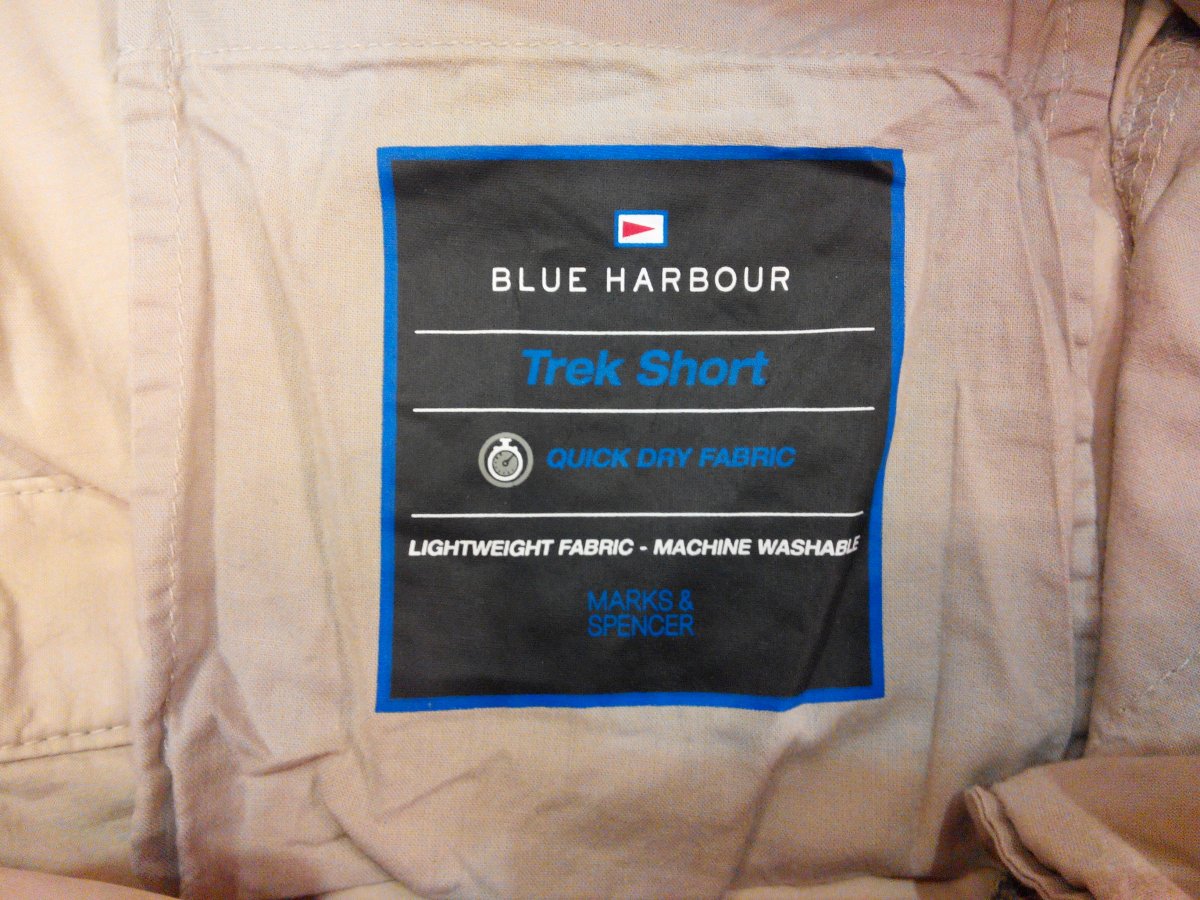 BLUE HARBOUR
Trek Short
QUICK DRY FABRIC
LIGHTWEIGHT FABRIC - MACHINE WASHABLE
MARKS &
SPENCER